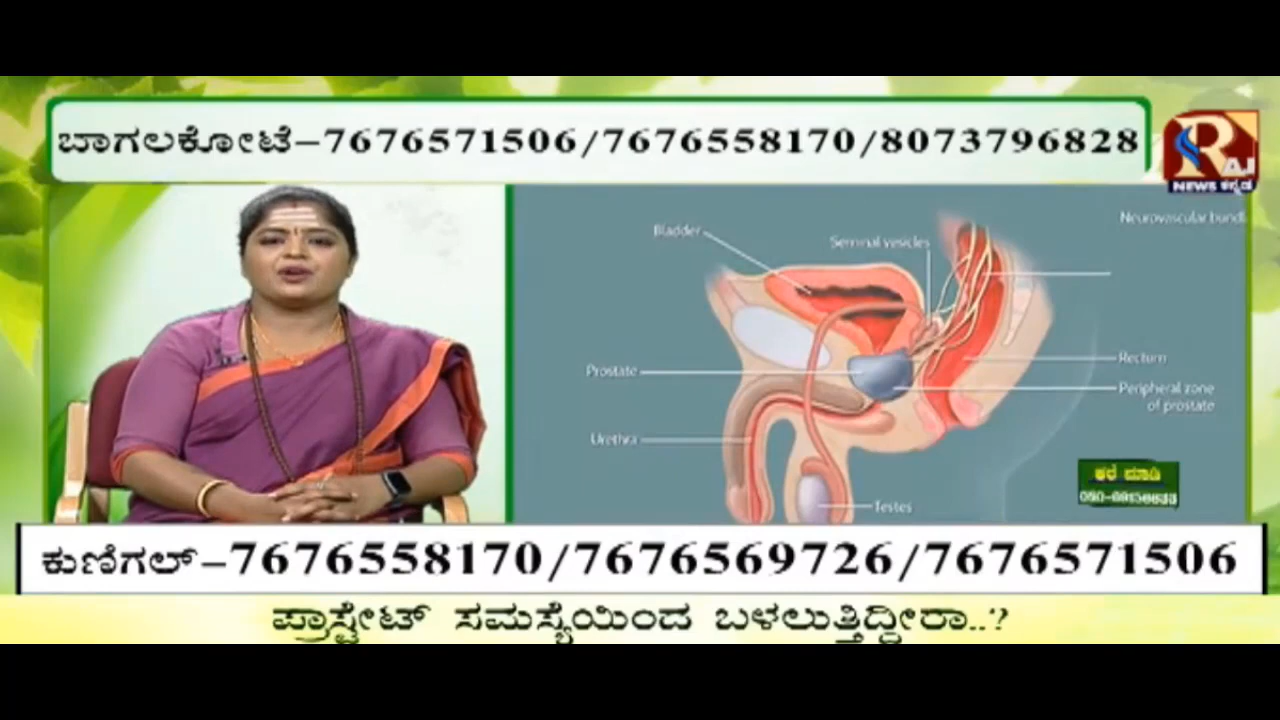 ಬಾಗಲಕೋಟೆ–7676571506/7676558170/8073796828
RAJ
NEWS ಕನ್ನಡ
Neurovascular bundl
Bladder
Seminal vesicles
Prostate
Rectum
Peripheral zone
of prostate
Urethra
ಕರೆ ಮಾಡಿ
Testes
ಕುಣಿಗಲ್–7676558170/7676569726/7676571506
ಪ್ರಾಸ್ಟೇಟ್ ಸಮಸ್ಯೆಯಿಂದ ಬಳಲುತ್ತಿದ್ದೀರಾ..?